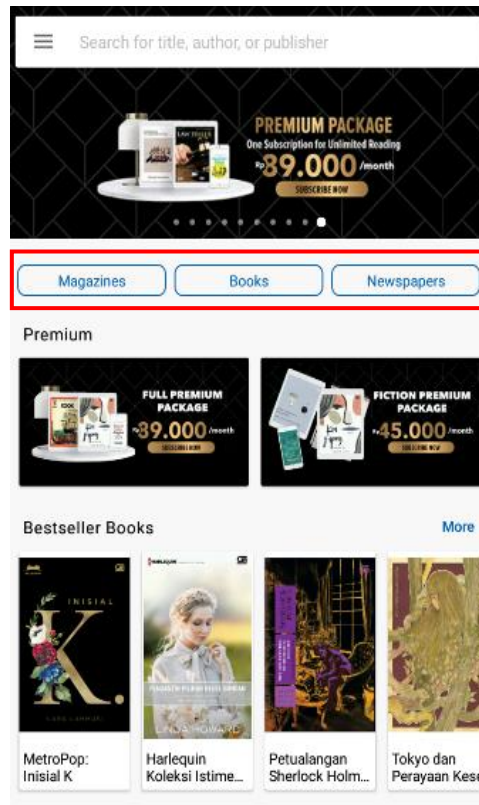 Search for title, author, or publisher
PREMIUM PACKAGE
One Subscription for Unlimited Reading
Rp 89.000 /month
SUBSCRIBE NOW
Magazines Books Newspapers
Premium
FULL PREMIUM
PACKAGE
89.000 /month
SUBSCRIBE NOW
FICTION PREMIUM
PACKAGE
Rp 45.000 /month
SUBSCRIBE NOW
Bestseller Books More
INISIAL
K.
HARLEQUIN
LINDA HOWARD
MetroPop:
Inisial K
Harlequin
Koleksi Istime...
Petualangan
Sherlock Holm...
Tokyo dan
Perayaan Kese